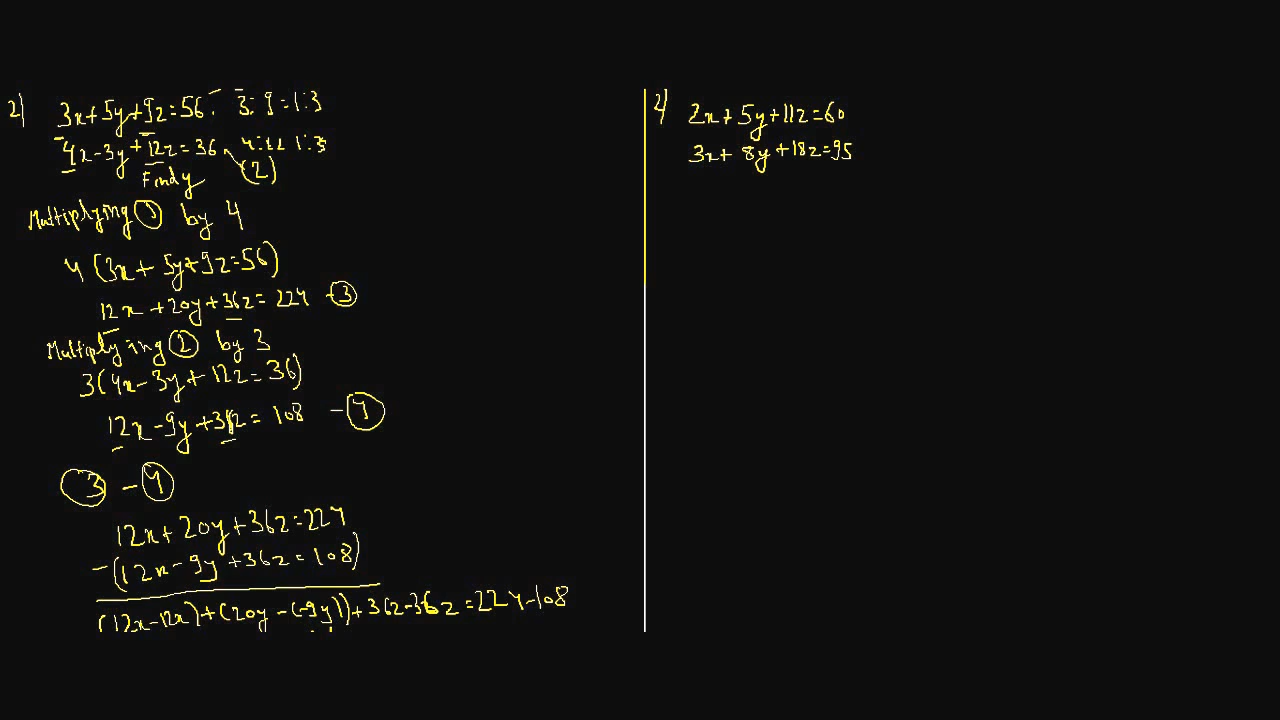 2) 3x+5y+9z=56. 3:9=1:3
4x-3y+12z=36 4:12 1:3
Find y (2)
Multiplying ① by 4
4(3x+5y+9z=56)
12x+20y+36z=224 -③
Multiplying ② by 3
3(4x-3y+12z=36)
12x-9y+36z=108 -④
③ - ④
12x+20y+36z=224
-(12x-9y+36z=108)
(12x-12x)+(20y-(-9y))+36z-36z=224-108
2x+5y+11z=60
3x+8y+18z=95